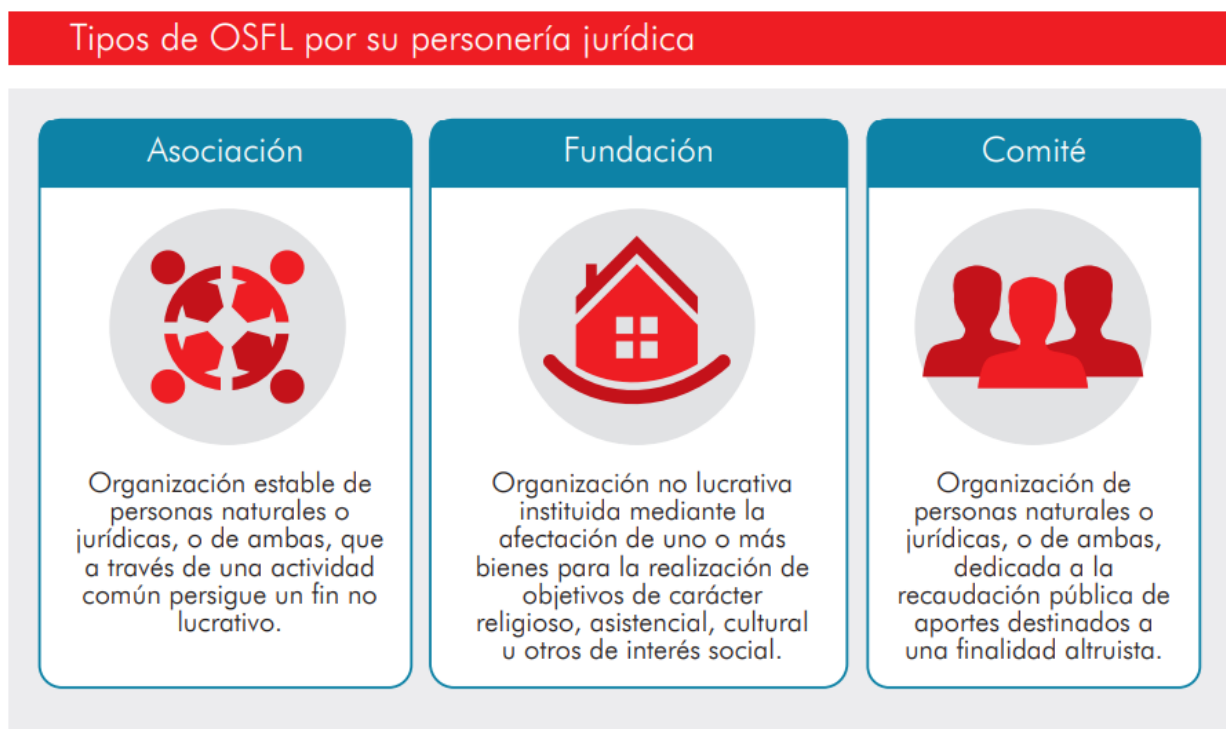 Tipos de OSFL por su personería jurídica
Asociación
Organización estable de
personas naturales o
jurídicas, o de ambas, que
a través de una actividad
común persigue un fin no
lucrativo.
Fundación
Organización no lucrativa
instituida mediante la
afectación de uno o más
bienes para la realización de
objetivos de carácter
religioso, asistencial, cultural
u otros de interés social.
Comité
Organización de
personas naturales o
jurídicas, o de ambas,
dedicada a la
recaudación pública de
aportes destinados a
una finalidad altruista.